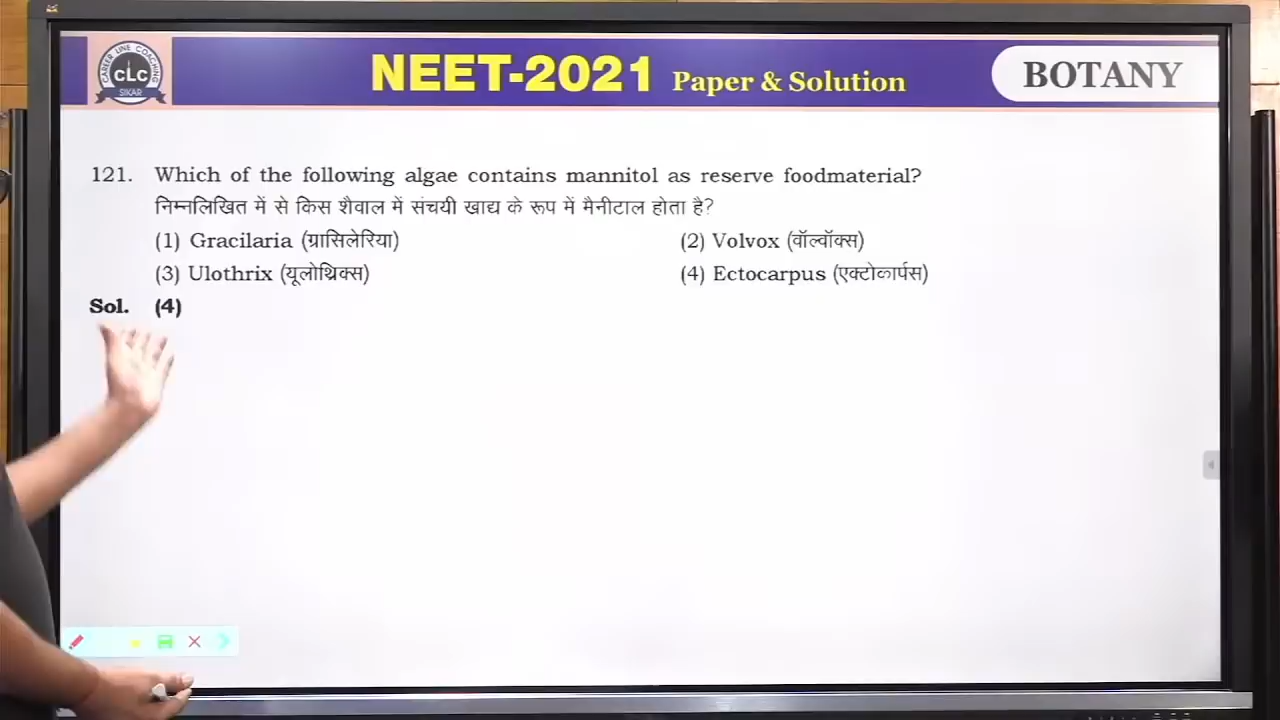 CAREER LINE COACHING
CLC
SIKAR
NEET-2021 Paper & Solution
BOTANY
121. Which of the following algae contains mannitol as reserve foodmaterial?
निम्नलिखित में से किस शैवाल में संचयी खाद्य के रूप में मैनीटाल होता है?
(1) Gracilaria (ग्रासिलेरिया) (2) Volvox (वॉल्वॉक्स)
(3) Ulothrix (यूलोथ्रिक्स) (4) Ectocarpus (एक्टोकार्पस)
Sol. (4)